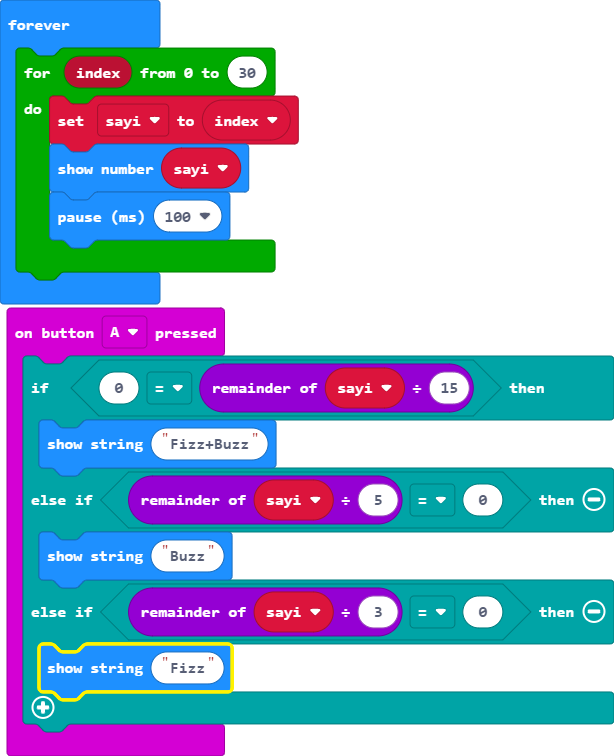 forever
for index from 0 to 30
do
set sayi to index
show number sayi
pause (ms) 100
on button A pressed
if 0 = remainder of sayi ÷ 15 then
show string "Fizz+Buzz"
else if remainder of sayi ÷ 5 = 0 then
show string "Buzz"
else if remainder of sayi ÷ 3 = 0 then
show string "Fizz"